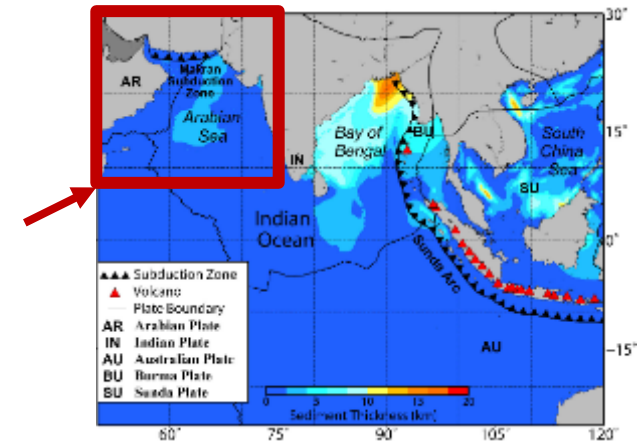 30°
Makran
Subduction
Zone
AR
Arabian
Sea
Bay of
Bengal
BU
South
China
Sea
15°
IN
SU
Indian
Ocean
0°
Sunda Arc
Subduction Zone
Volcano
Plate Boundary
AR Arabian Plate
IN Indian Plate
AU Australian Plate
BU Burma Plate
SU Sunda Plate
AU
-15°
0 5 10 15 20
Sediment Thickness (km)
60° 75° 90° 105° 120°